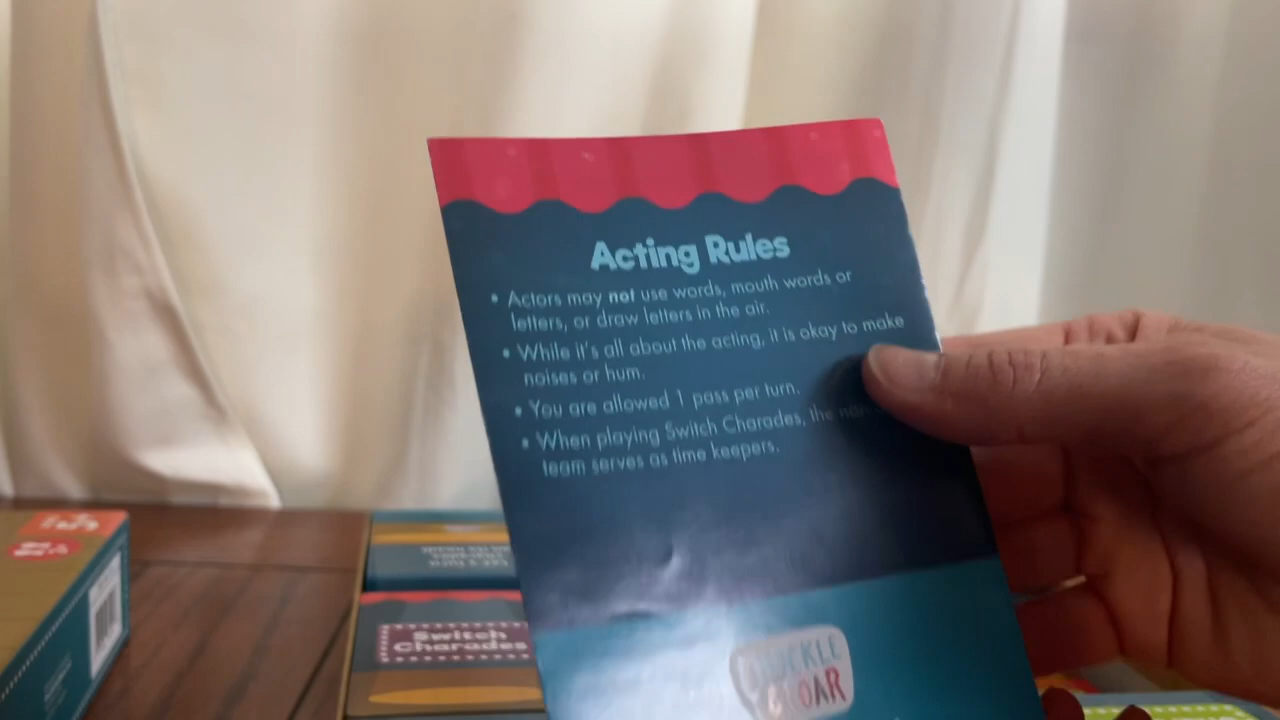 Acting Rules
• Actors may not use words, mouth words or
letters, or draw letters in the air.
• While it's all about the acting, it is okay to make
noises or hum.
• You are allowed 1 pass per turn.
• When playing Switch Charades, the
team serves as time keepers.
Switch
Charades